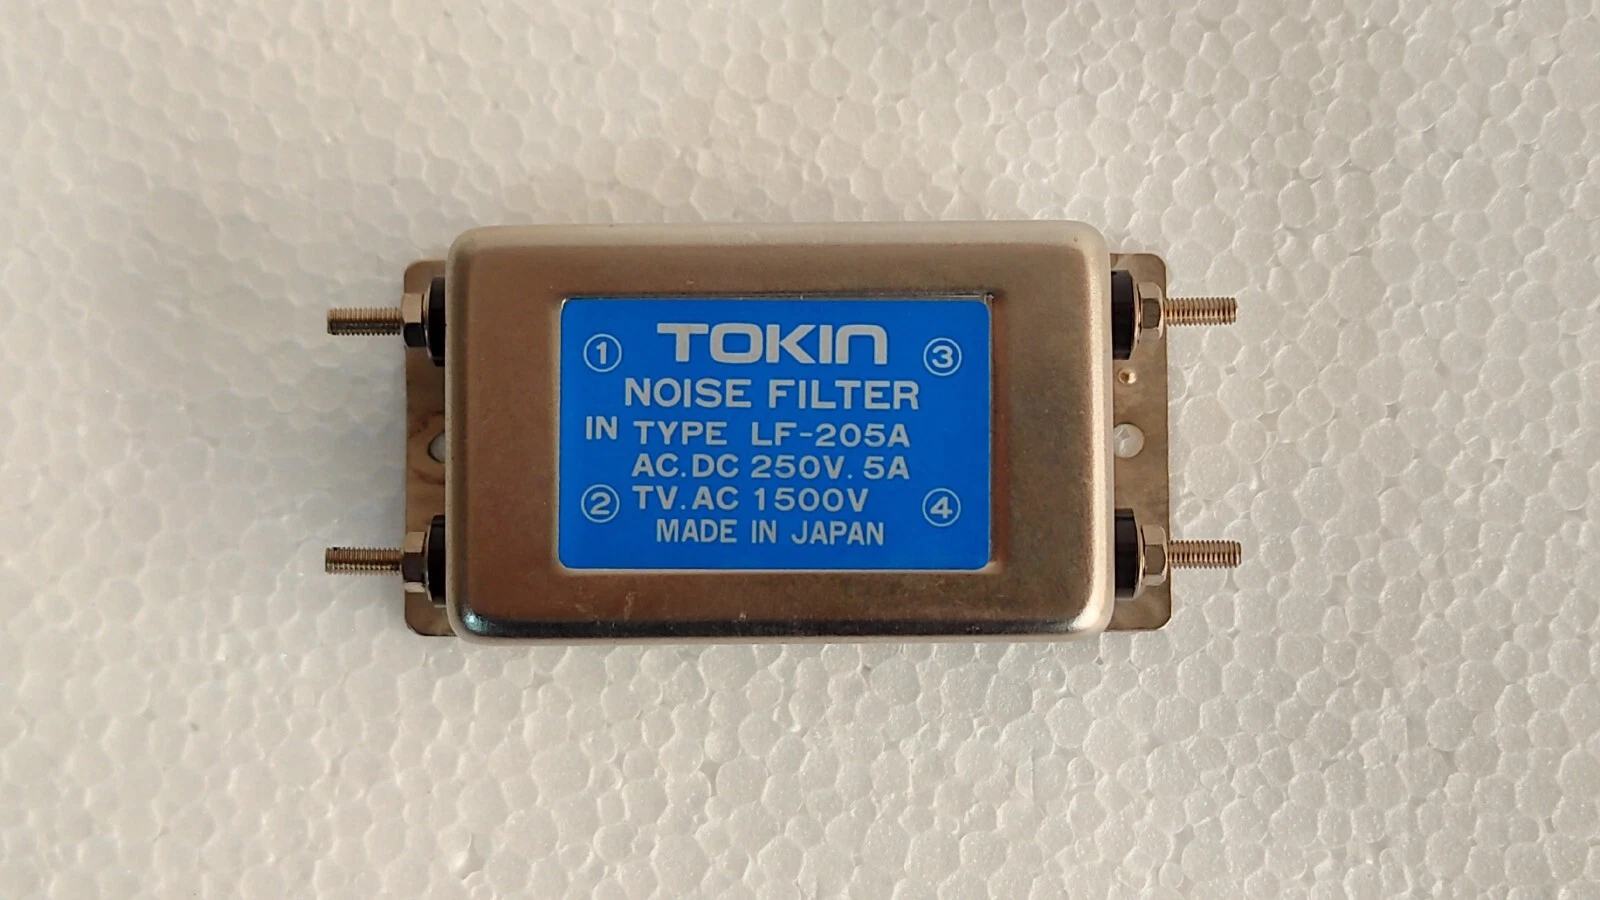 ① TOKIN ③
NOISE FILTER
IN TYPE LF-205A
AC.DC 250V. 5A
② TV. AC 1500V ④
MADE IN JAPAN